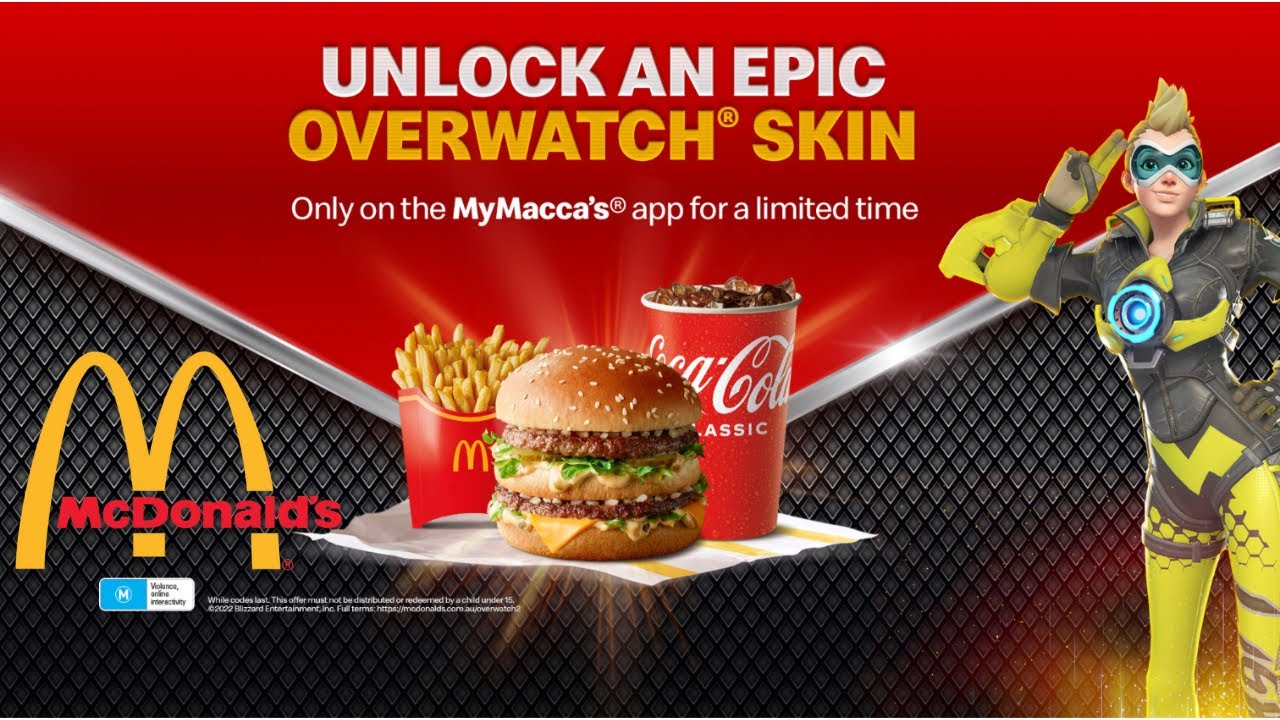 UNLOCK AN EPIC
OVERWATCH® SKIN
Only on the MyMacca's® app for a limited time
Coca-Cola
CLASSIC
McDonald's
®
M
Violence,
online
interactivity
While codes last. This offer must not be distributed or redeemed by a child under 15.
©2022 Blizzard Entertainment, Inc. Full terms: https://mcdonalds.com.au/overwatch2